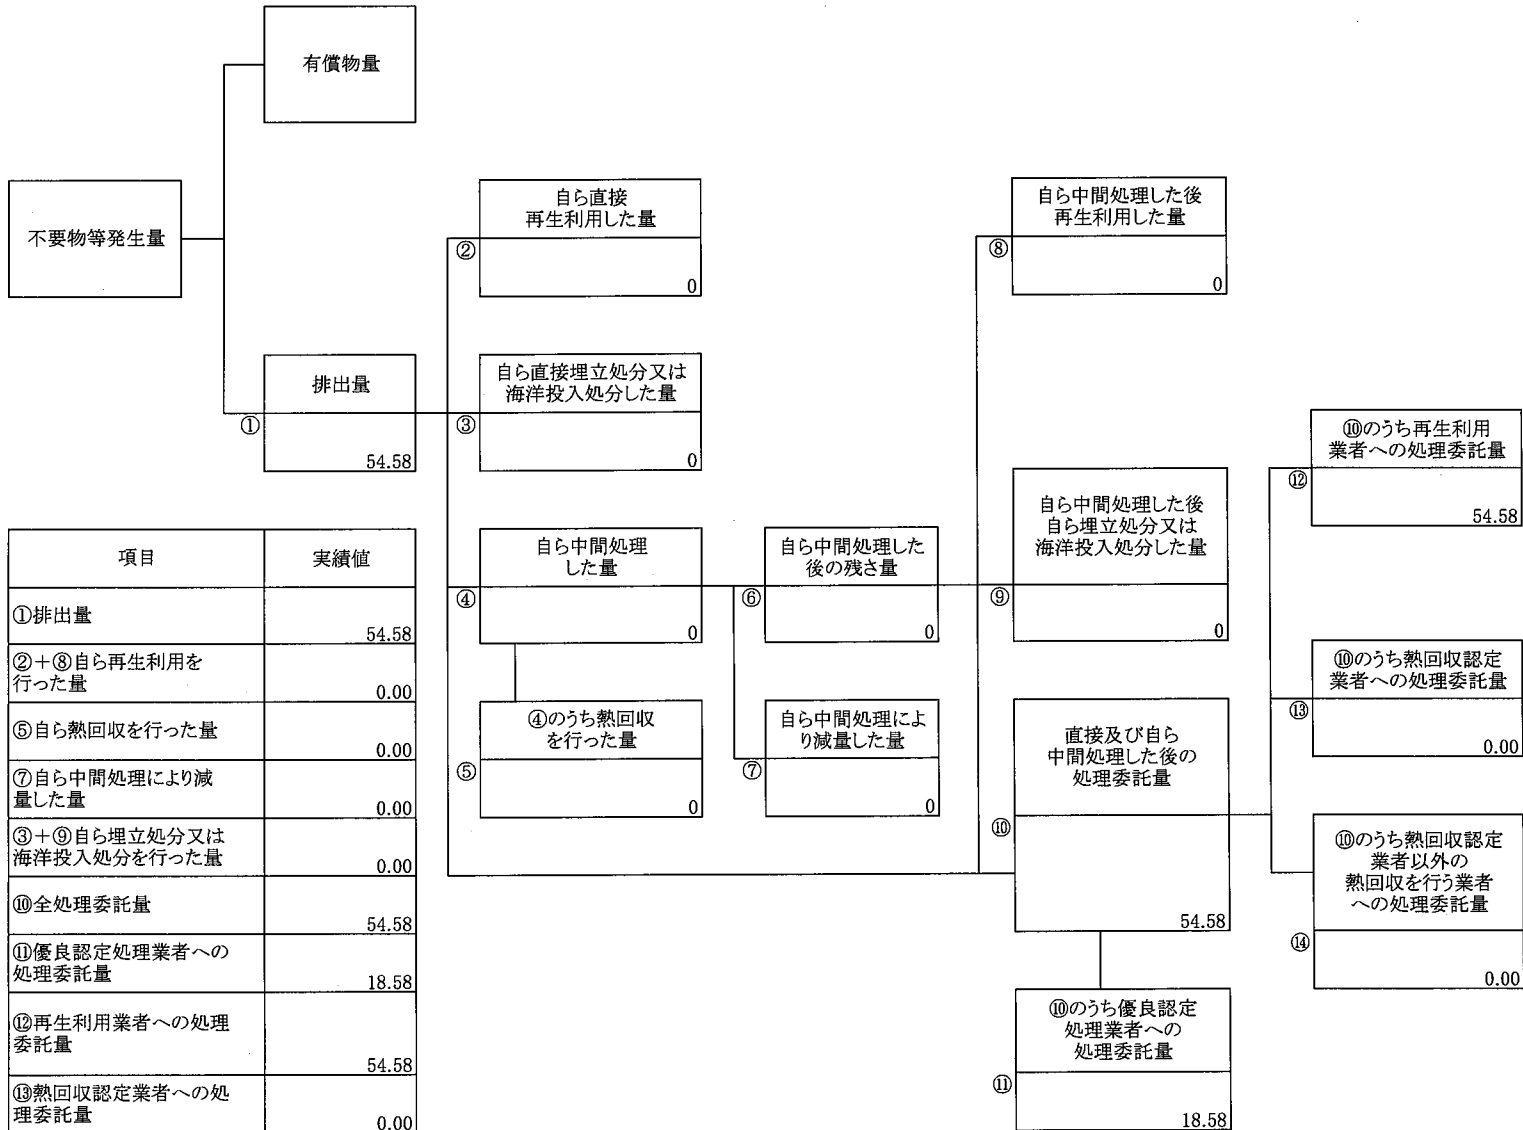 有償物量
不要物等発生量
排出量
①
54.58
自ら直接
再生利用した量
②
0
自ら直接埋立処分又は
海洋投入処分した量
③
0
自ら中間処理
した量
④
0
④のうち熱回収
を行った量
⑤
0
自ら中間処理した
後の残さ量
⑥
0
自ら中間処理によ
り減量した量
⑦
0
自ら中間処理した後
再生利用した量
⑧
0
自ら中間処理した後
自ら埋立処分又は
海洋投入処分した量
⑨
0
直接及び自ら
中間処理した後の
処理委託量
⑩
54.58
⑩のうち優良認定
処理業者への
処理委託量
⑪
18.58
⑩のうち再生利用
業者への処理委託量
⑫
54.58
⑩のうち熱回収認定
業者への処理委託量
⑬
0.00
⑩のうち熱回収認定
業者以外の
熱回収を行う業者
への処理委託量
⑭
0.00
項目 実績値
①排出量
54.58
②+⑧自ら再生利用を
行った量
0.00
⑤自ら熱回収を行った量
0.00
⑦自ら中間処理により減
量した量
0.00
③+⑨自ら埋立処分又は
海洋投入処分を行った量
0.00
⑩全処理委託量
54.58
⑪優良認定処理業者への
処理委託量
18.58
⑫再生利用業者への処理
委託量
54.58
⑬熱回収認定業者への処
理委託量
0.00